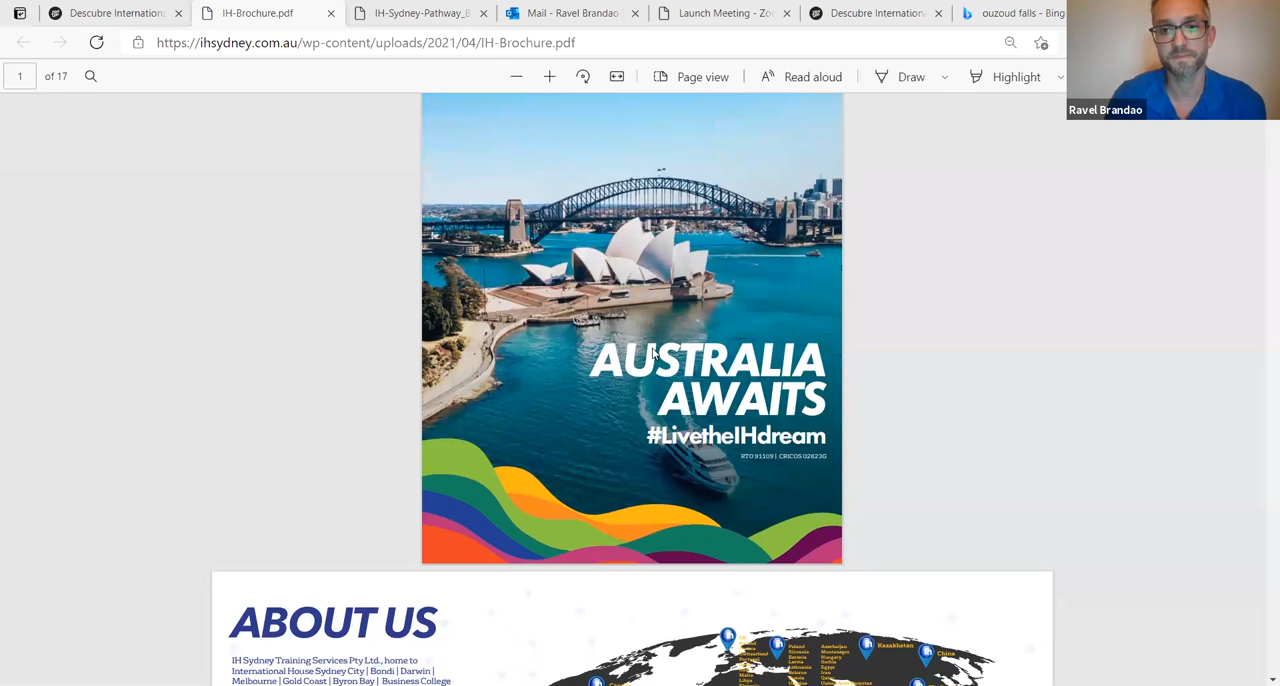 Descubre Internationa
IH-Brochure.pdf
IH-Sydney-Pathway_B
Mail - Ravel Brandao
Launch Meeting - Zoo
Descubre Internationa
ouzoud falls - Bing
https://ihsydney.com.au/wp-content/uploads/2021/04/IH-Brochure.pdf
1 of 17
Page view
Read aloud
Draw
Highlight
Ravel Brandao
AUSTRALIA
AWAITS
#LivetheIHdream
RTO 91109 | CRICOS 02623G
ABOUT US
IH Sydney Training Services Pty Ltd., home to
International House Sydney City | Bondi | Darwin |
Melbourne | Gold Coast | Byron Bay | Business College
Kazakhstan
China